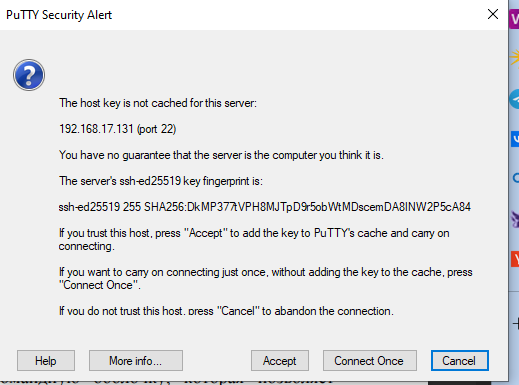 PuTTY Security Alert
The host key is not cached for this server:
192.168.17.131 (port 22)
You have no guarantee that the server is the computer you think it is.
The server's ssh-ed25519 key fingerprint is:
ssh-ed25519 255 SHA256:DkMP377tVPH8MJTpD9r5obWtMDscemDA8INW2P5cA84
If you trust this host, press "Accept" to add the key to PuTTY's cache and carry on
connecting.
If you want to carry on connecting just once, without adding the key to the cache, press
"Connect Once".
If you do not trust this host, press "Cancel" to abandon the connection.
Help
More info...
Accept
Connect Once
Cancel
которая позволяет